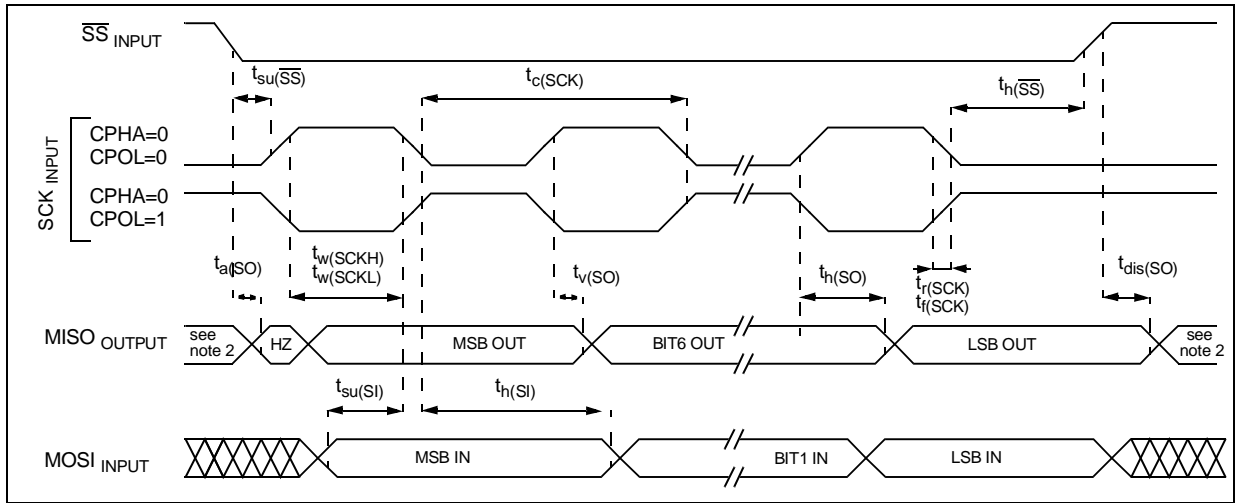 SS INPUT
tsu(SS)
tc(SCK)
th(SS)
SCK INPUT
CPHA=0
CPOL=0
CPHA=0
CPOL=1
ta(SO)
tw(SCKH)
tw(SCKL)
tv(SO)
th(SO)
tr(SCK)
tf(SCK)
tdis(SO)
MISO OUTPUT
see
note 2
HZ
MSB OUT
BIT6 OUT
LSB OUT
see
note 2
tsu(SI)
th(SI)
MOSI INPUT
MSB IN
BIT1 IN
LSB IN